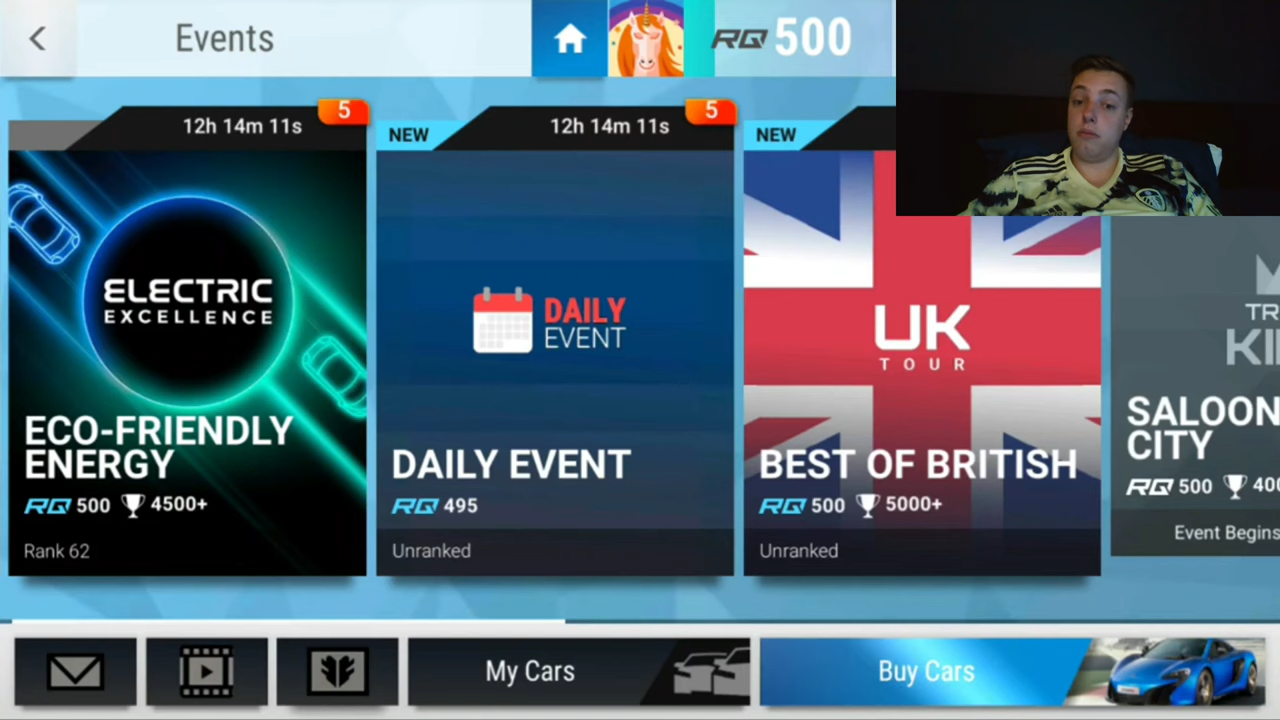 Events
RQ 500
5
12h 14m 11s
ELECTRIC
EXCELLENCE
ECO-FRIENDLY
ENERGY
RQ 500 4500+
Rank 62
5
NEW
12h 14m 11s
DAILY
EVENT
DAILY EVENT
RQ 495
Unranked
NEW
UK
TOUR
BEST OF BRITISH
RQ 500 5000+
Unranked
SALOON
CITY
RQ 500
Event Begins
My Cars
Buy Cars